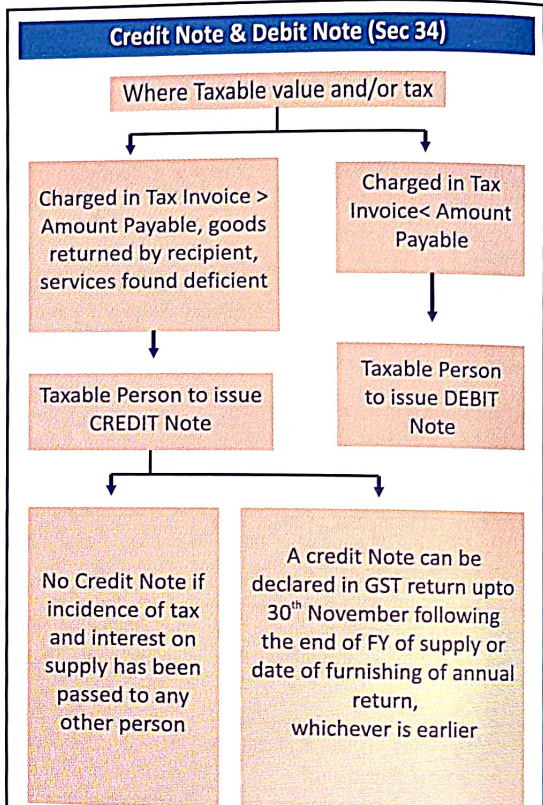 Credit Note & Debit Note (Sec 34)
Where Taxable value and/or tax
Charged in Tax Invoice >
Amount Payable, goods
returned by recipient,
services found deficient
Charged in Tax
Invoice< Amount
Payable
Taxable Person to issue
CREDIT Note
Taxable Person
to issue DEBIT
Note
No Credit Note if
incidence of tax
and interest on
supply has been
passed to any
other person
A credit Note can be
declared in GST return upto
30th November following
the end of FY of supply or
date of furnishing of annual
return,
whichever is earlier